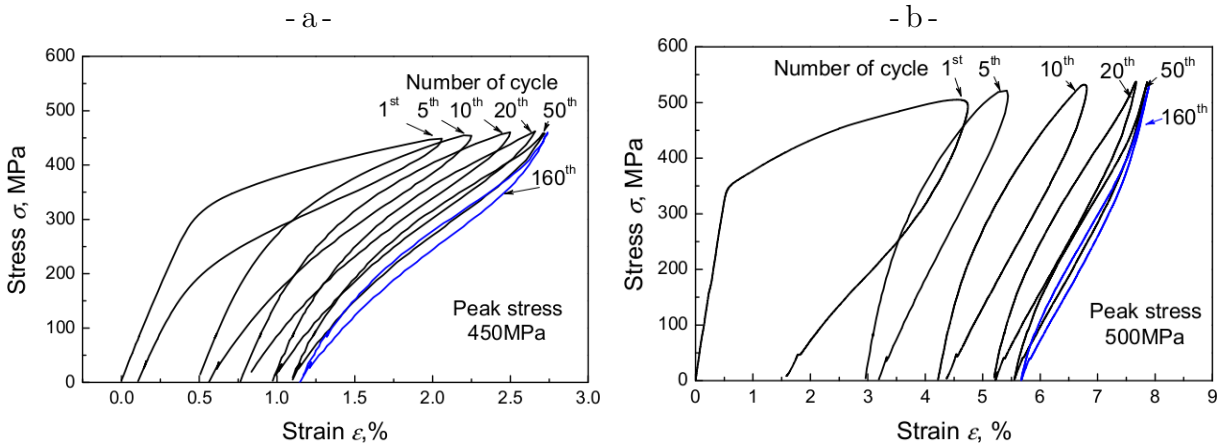 -a-
600
500
400
300
200
100
0
Stress σ, MPa
Number of cycle
1st 5th 10th 20th 50th
160th
Peak stress
450MPa
0.0 0.5 1.0 1.5 2.0 2.5 3.0
Strain ε,%
-b-
600
500
400
300
200
100
0
Stress σ, MPa
Number of cycle 1st 5th 10th 20th 50th
160th
Peak stress
500MPa
0 1 2 3 4 5 6 7 8 9
Strain ε, %